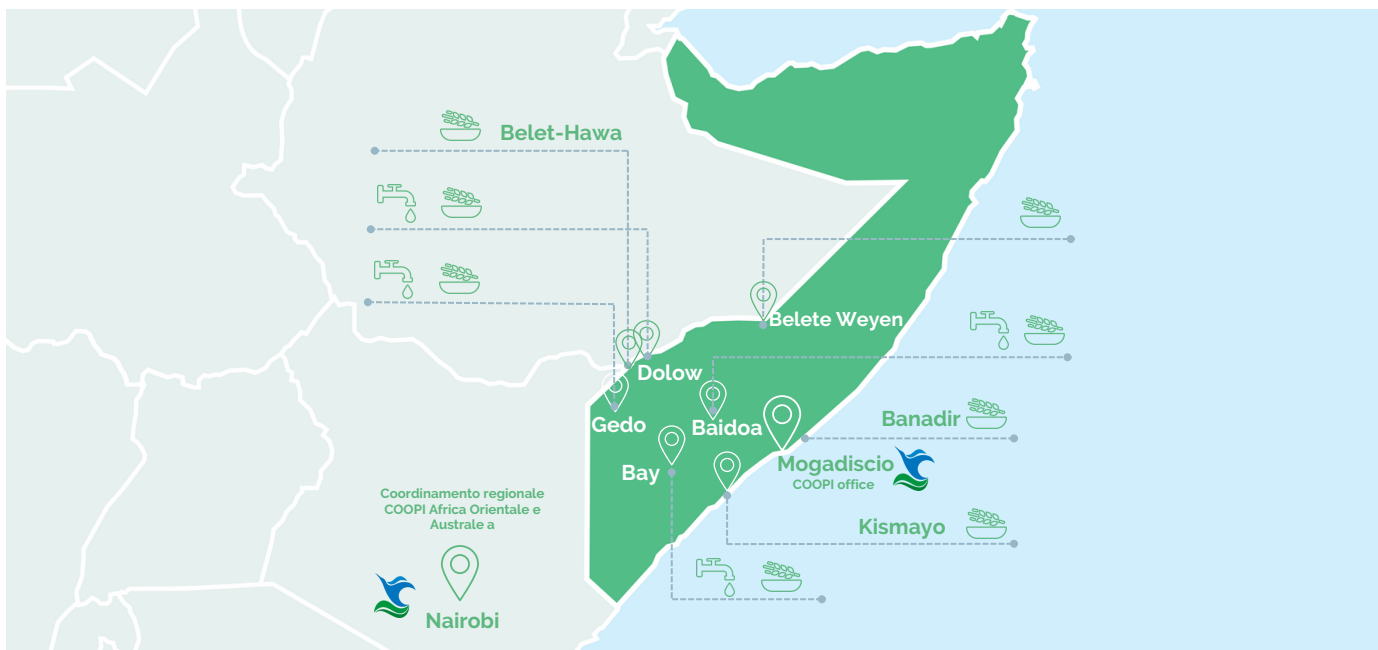 Belet-Hawa
Belete Weyen
Dolow
Gedo
Baidoa
Banadir
Bay
Mogadiscio
COOPI office
Coordinamento regionale
COOPI Africa Orientale e
Australe a
Kismayo
Nairobi